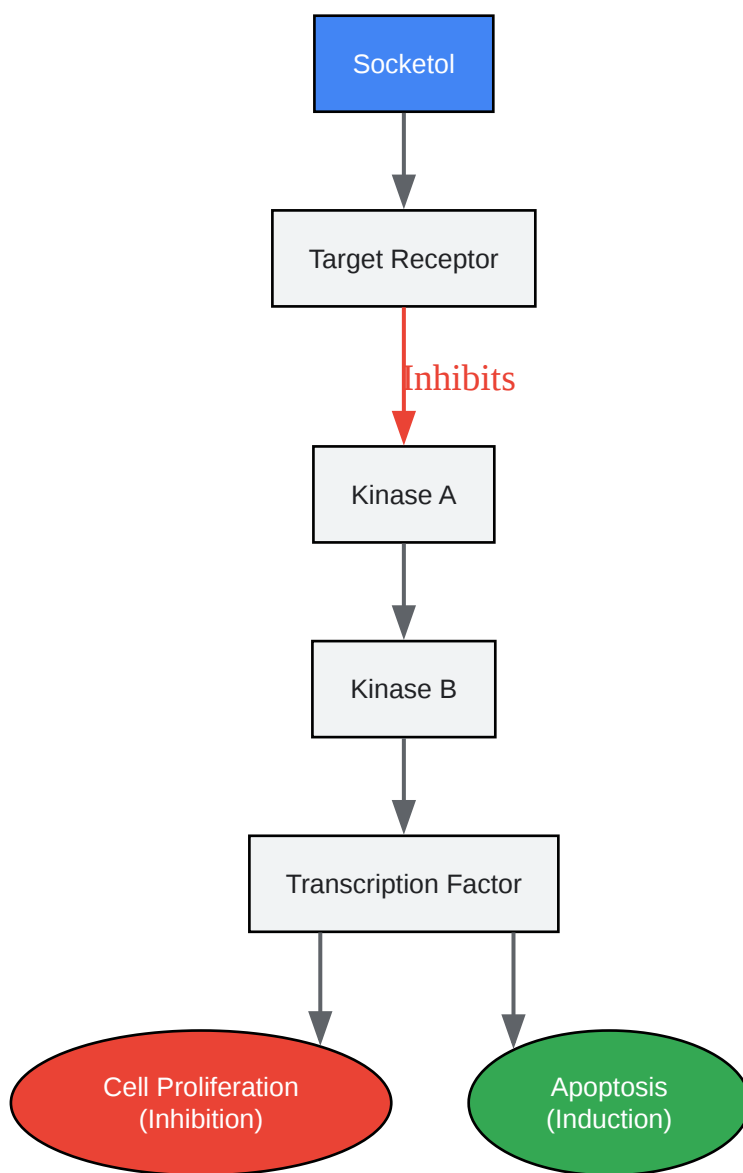 Socketol
Target Receptor
Inhibits
Kinase A
Kinase B
Transcription Factor
Cell Proliferation
(Inhibition)
Apoptosis
(Induction)